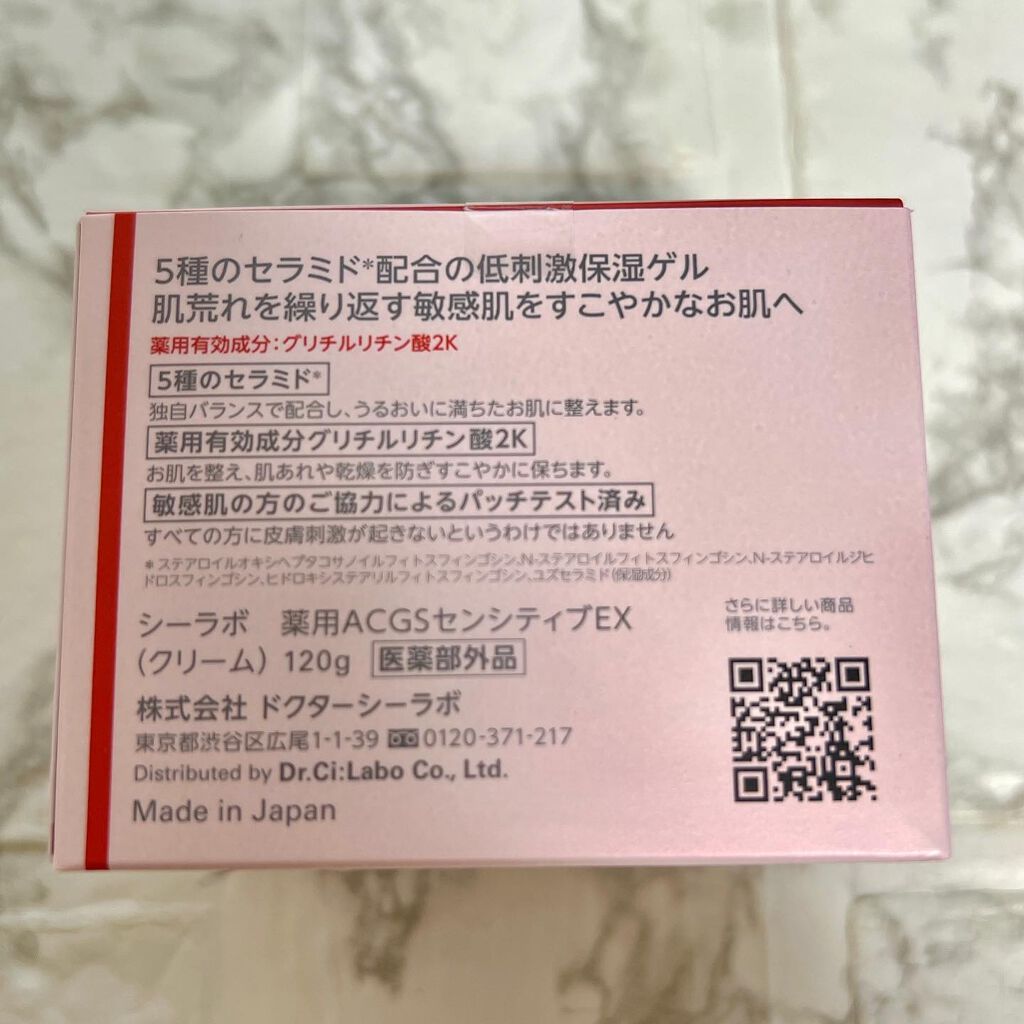 5種のセラミド*配合の低刺激保湿ゲル
肌荒れを繰り返す敏感肌をすこやかなお肌へ
薬用有効成分：グリチルリチン酸2K
5種のセラミド*
独自バランスで配合し、うるおいに満ちたお肌に整えます。
薬用有効成分グリチルリチン酸2K
お肌を整え、肌あれや乾燥を防ぎすこやかに保ちます。
敏感肌の方のご協力によるパッチテスト済み
すべての方に皮膚刺激が起きないというわけではありません
*ステアロイルオキシヘプタコサノイルフィトスフィンゴシン、N-ステアロイルフィトスフィンゴシン、N-ステアロイルジヒ
ドロスフィンゴシン、ヒドロキシステアリルフィトスフィンゴシン、ユズセラミド（保湿成分）
シーラボ 薬用ACGSセンシティブEX
（クリーム）120g 医薬部外品
さらに詳しい商品
情報はこちら。
株式会社 ドクターシーラボ
東京都渋谷区広尾1-1-39 0120-371-217
Distributed by Dr.Ci:Labo Co., Ltd.
Made in Japan